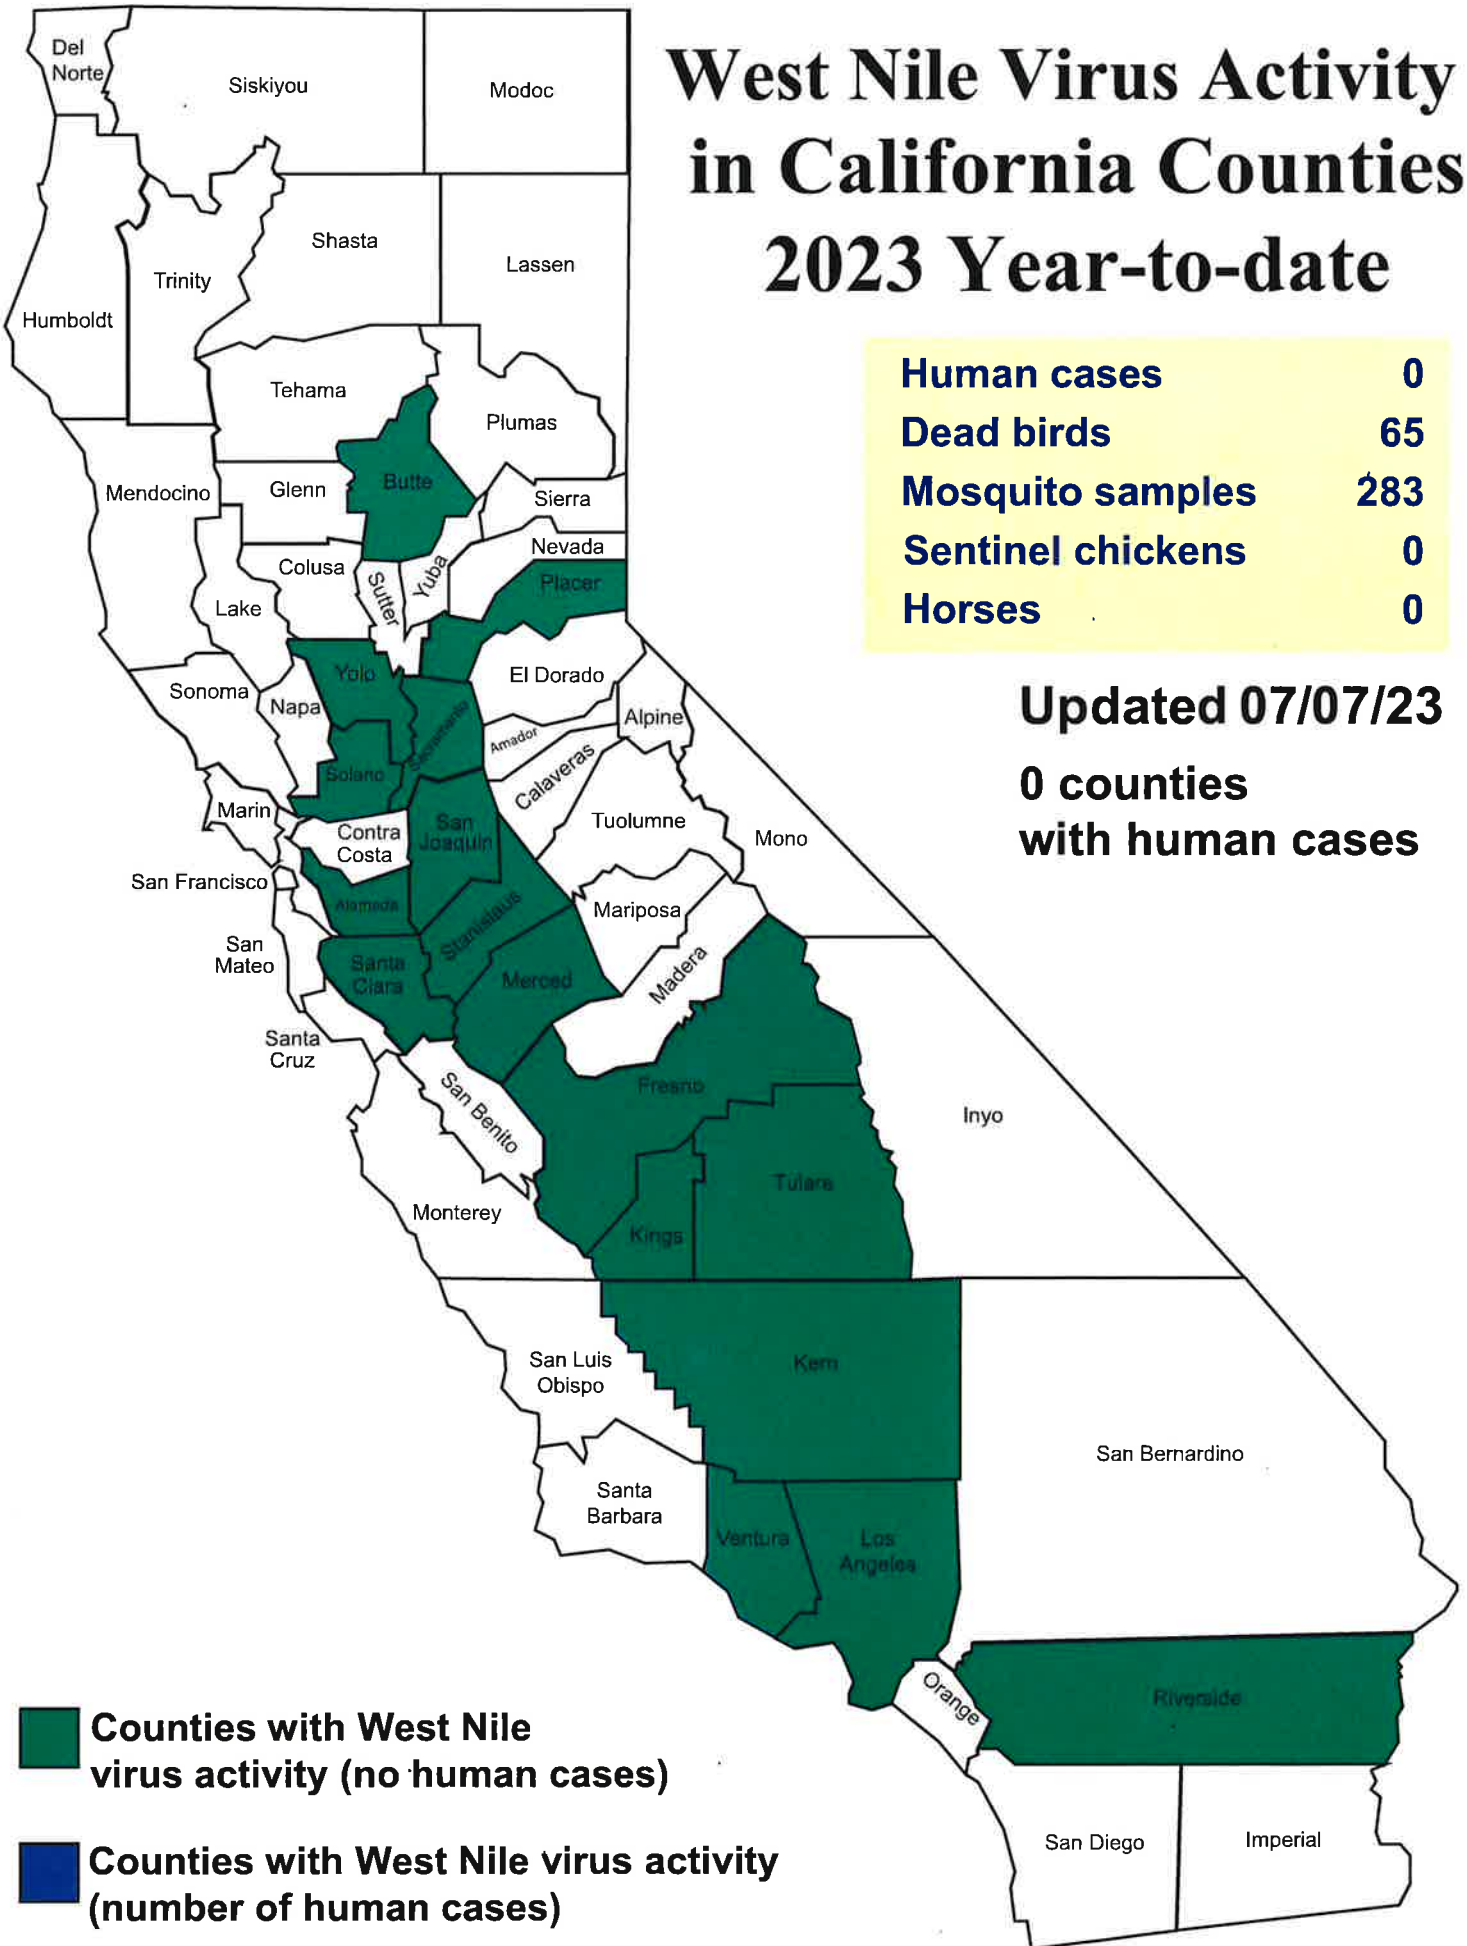 West Nile Virus Activity
in California Counties
2023 Year-to-date
Human cases 0
Dead birds 65
Mosquito samples 283
Sentinel chickens 0
Horses 0
Updated 07/07/23
0 counties
with human cases
Del
Norte
Siskiyou
Modoc
Shasta
Lassen
Trinity
Humboldt
Tehama
Plumas
Butte
Mendocino
Glenn
Sierra
Nevada
Colusa
Sutter
Yuba
Placer
Lake
Yolo
El Dorado
Sonoma
Napa
Sacramento
Alpine
Amador
Solano
Calaveras
Marin
Contra
Costa
San
Joaquin
Tuolumne
Mono
San Francisco
Alameda
Stanislaus
Mariposa
San
Mateo
Santa
Clara
Merced
Madera
Santa
Cruz
San Benito
Fresno
Inyo
Monterey
Kings
Tulare
San Luis
Obispo
Kern
San Bernardino
Santa
Barbara
Ventura
Los
Angeles
Orange
Riverside
San Diego
Imperial
Counties with West Nile
virus activity (no human cases)
Counties with West Nile virus activity
(number of human cases)